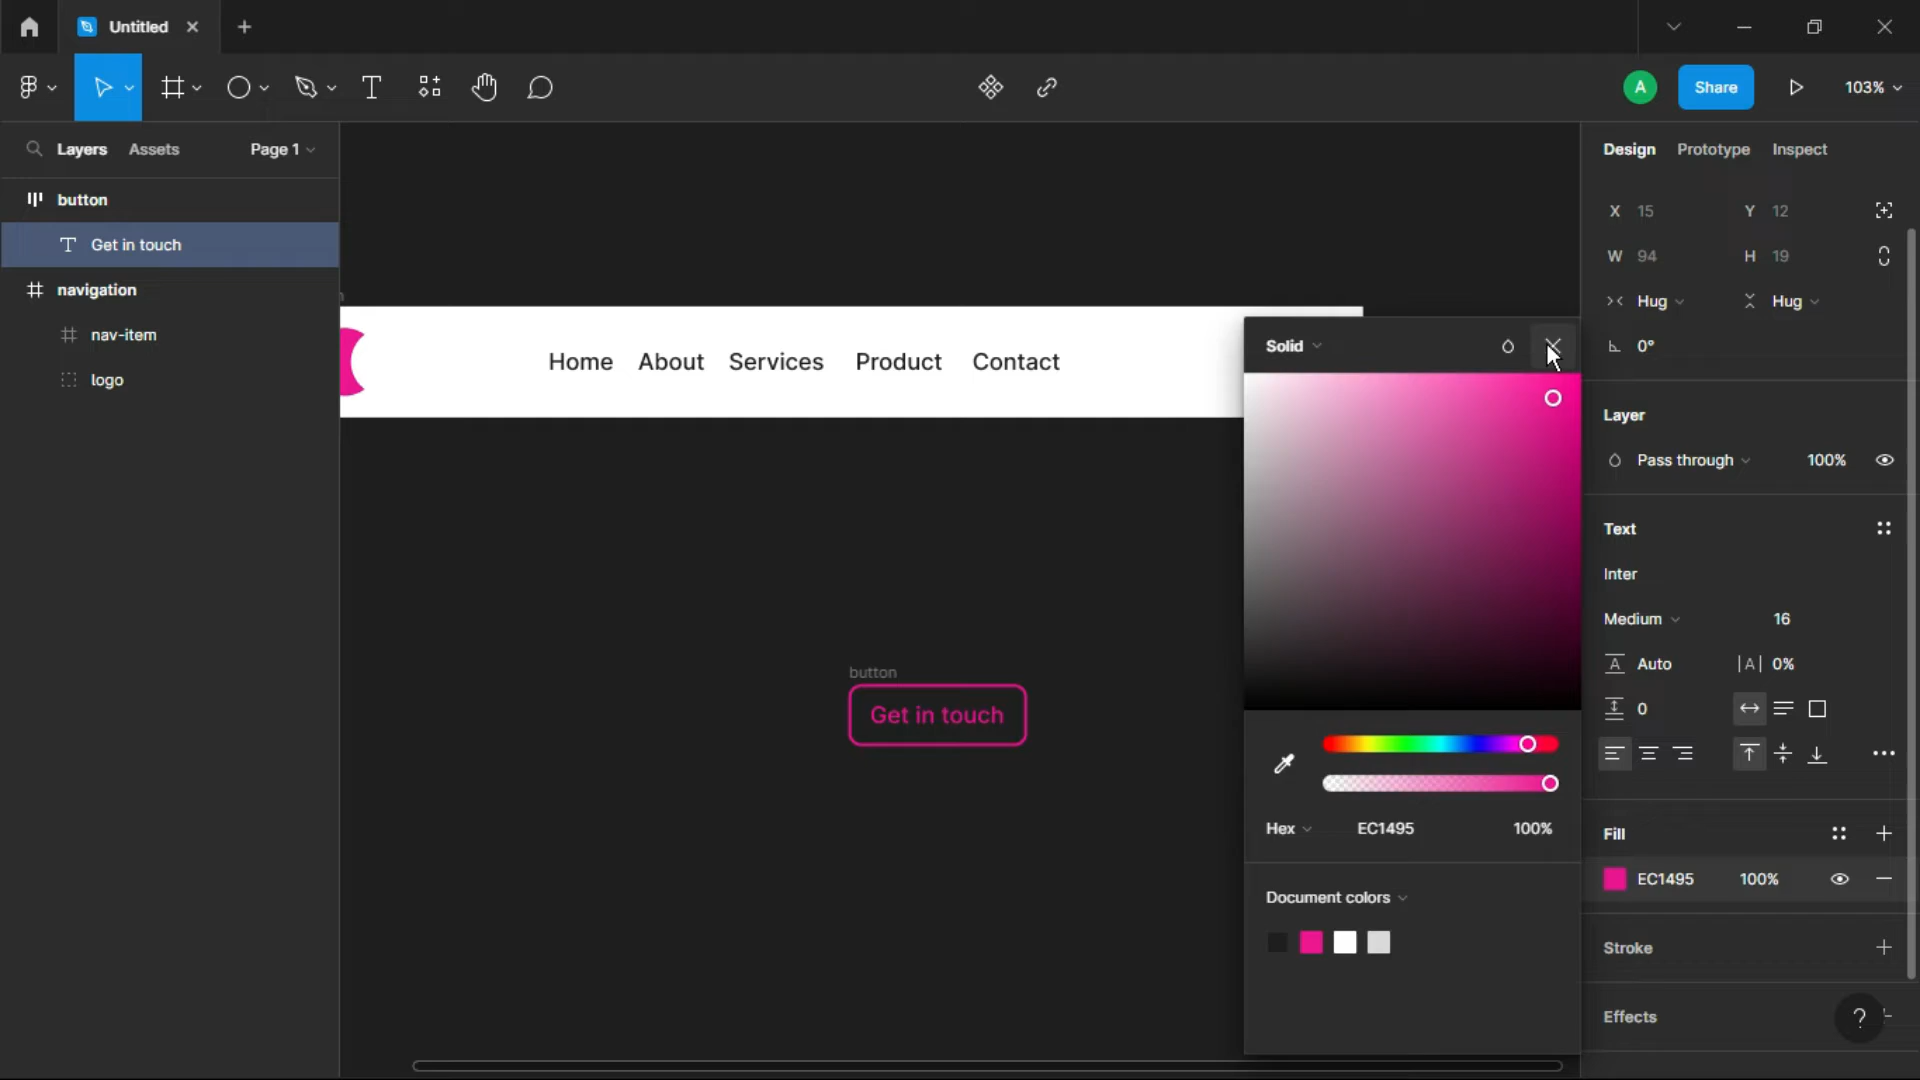 Untitled
Share
103%
Layers
Assets
Page 1
button
Get in touch
navigation
nav-item
logo
Home About Services Product Contact
button
Get in touch
Solid
Hex EC1495 100%
Document colors
Design Prototype Inspect
X 15 Y 12
W 94 H 19
Hug Hug
0°
Layer
Pass through 100%
Text
Inter
Medium 16
A Auto |A| 0%
0
Fill
EC1495 100%
Stroke
Effects
?
A
T